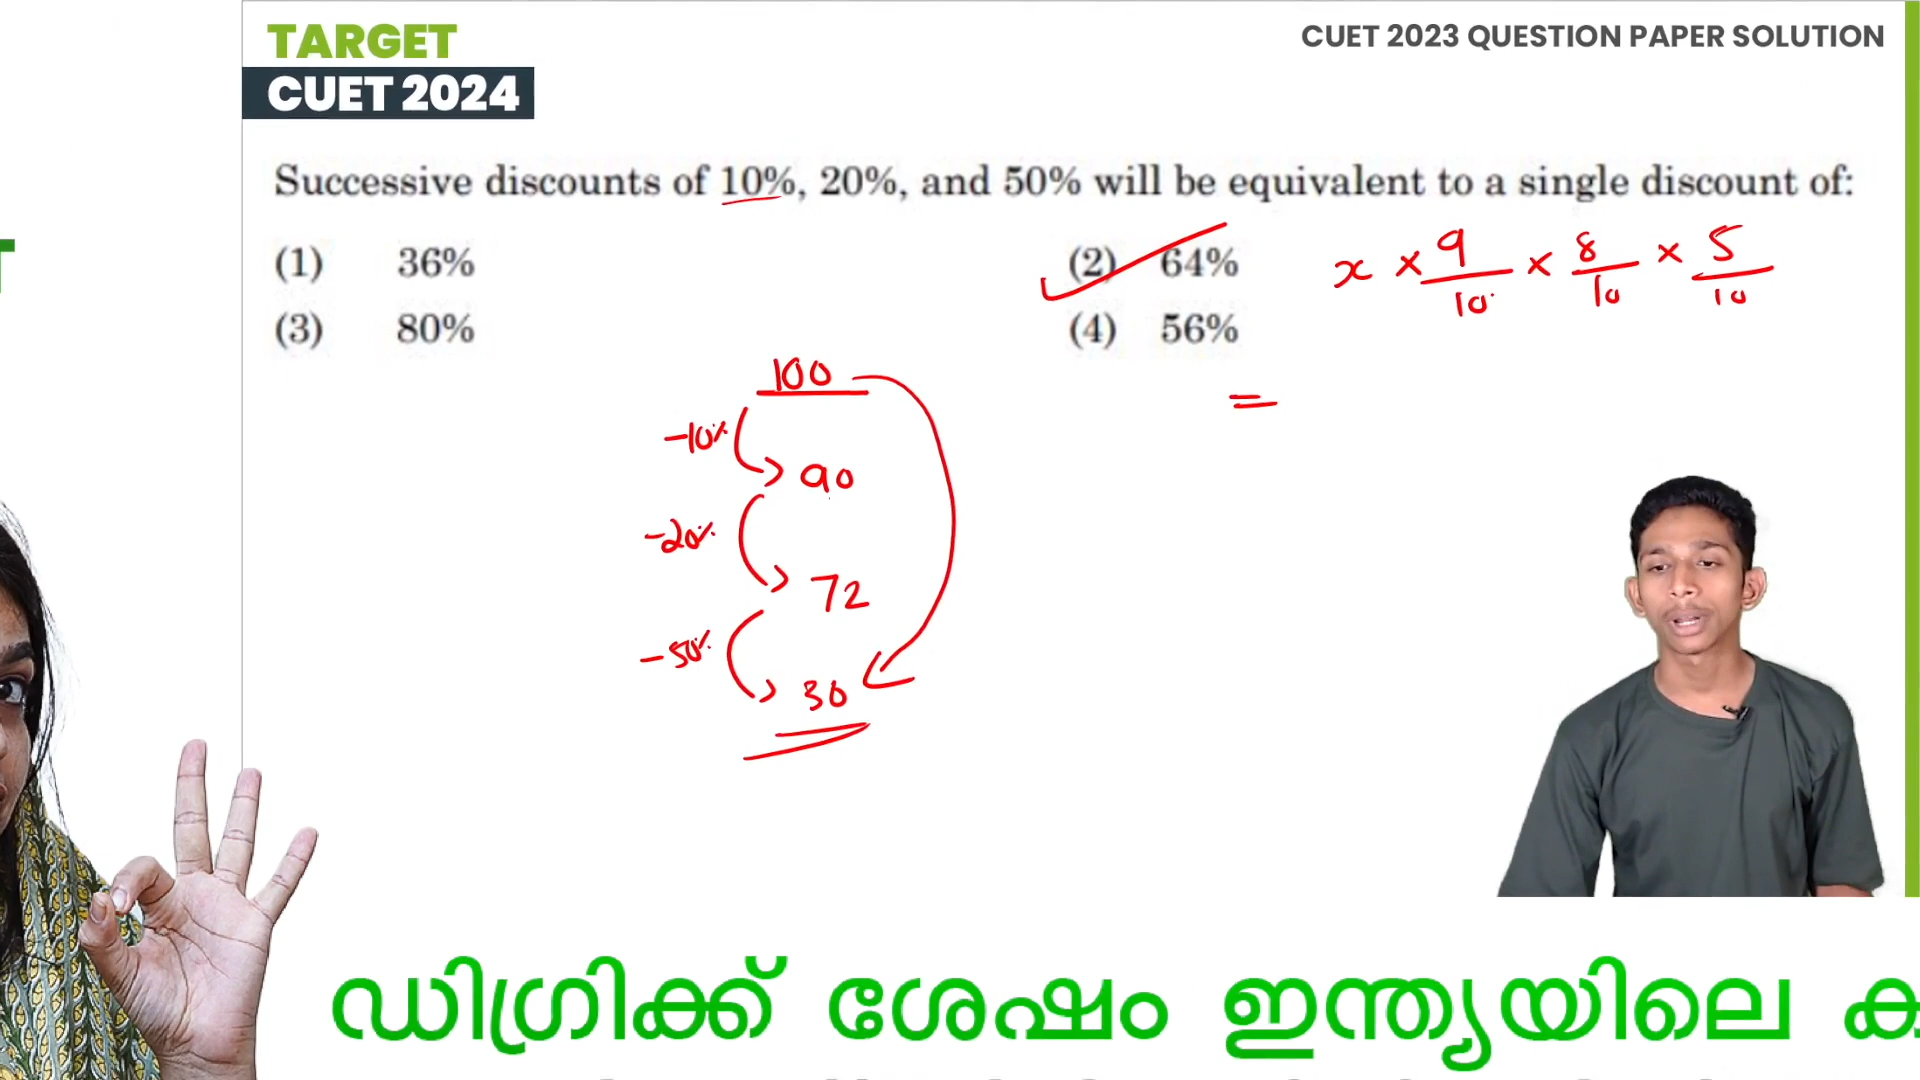 TARGET
CUET 2024
CUET 2023 QUESTION PAPER SOLUTION
Successive discounts of 10%, 20%, and 50% will be equivalent to a single discount of:
(1) 36% (2) 64%
(3) 80% (4) 56%
x × 9/10 × 8/10 × 5/10
=
100
-10%
90
-20%
72
-50%
30
T
ഡിഗ്രിക്ക് ശേഷം ഇന്ത്യയിലെ ക